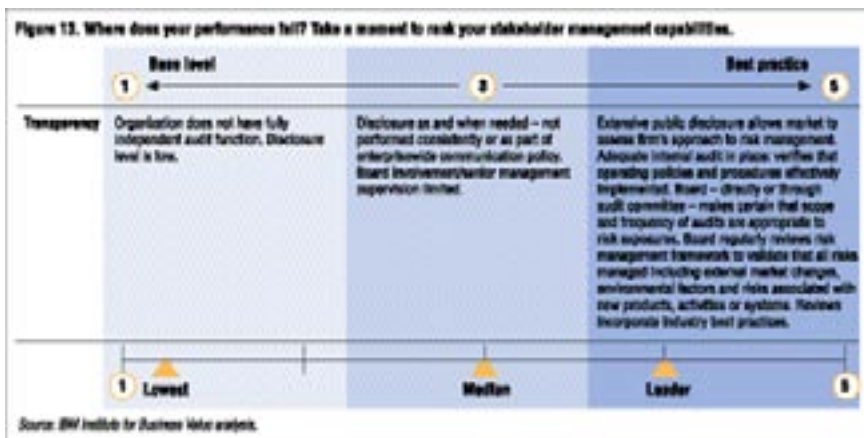 Figure 13. Where does your performance fall? Take a moment to rank your stakeholder management capabilities.
Base level
Best practice
1
3
5
Transparency
Organization does not have fully
independent audit function. Disclosure
level is low.
Disclosure as and when needed – not
performed consistently or as part of
enterprisewide communication policy.
Board involvement/senior management
supervision limited.
Extensive public disclosure allows market to
assess firm's approach to risk management.
Adequate internal audit in place: verifies that
operating policies and procedures effectively
implemented. Board – directly or through
audit committee – makes certain that scope
and frequency of audits are appropriate to
risk exposures. Board regularly reviews risk
management framework to validate that all risks
managed including external market changes,
environmental factors and risks associated with
new products, activities or systems. Reviews
incorporate industry best practices.
1
Lowest
Median
Leader
5
Source: IBM Institute for Business Value analysis.